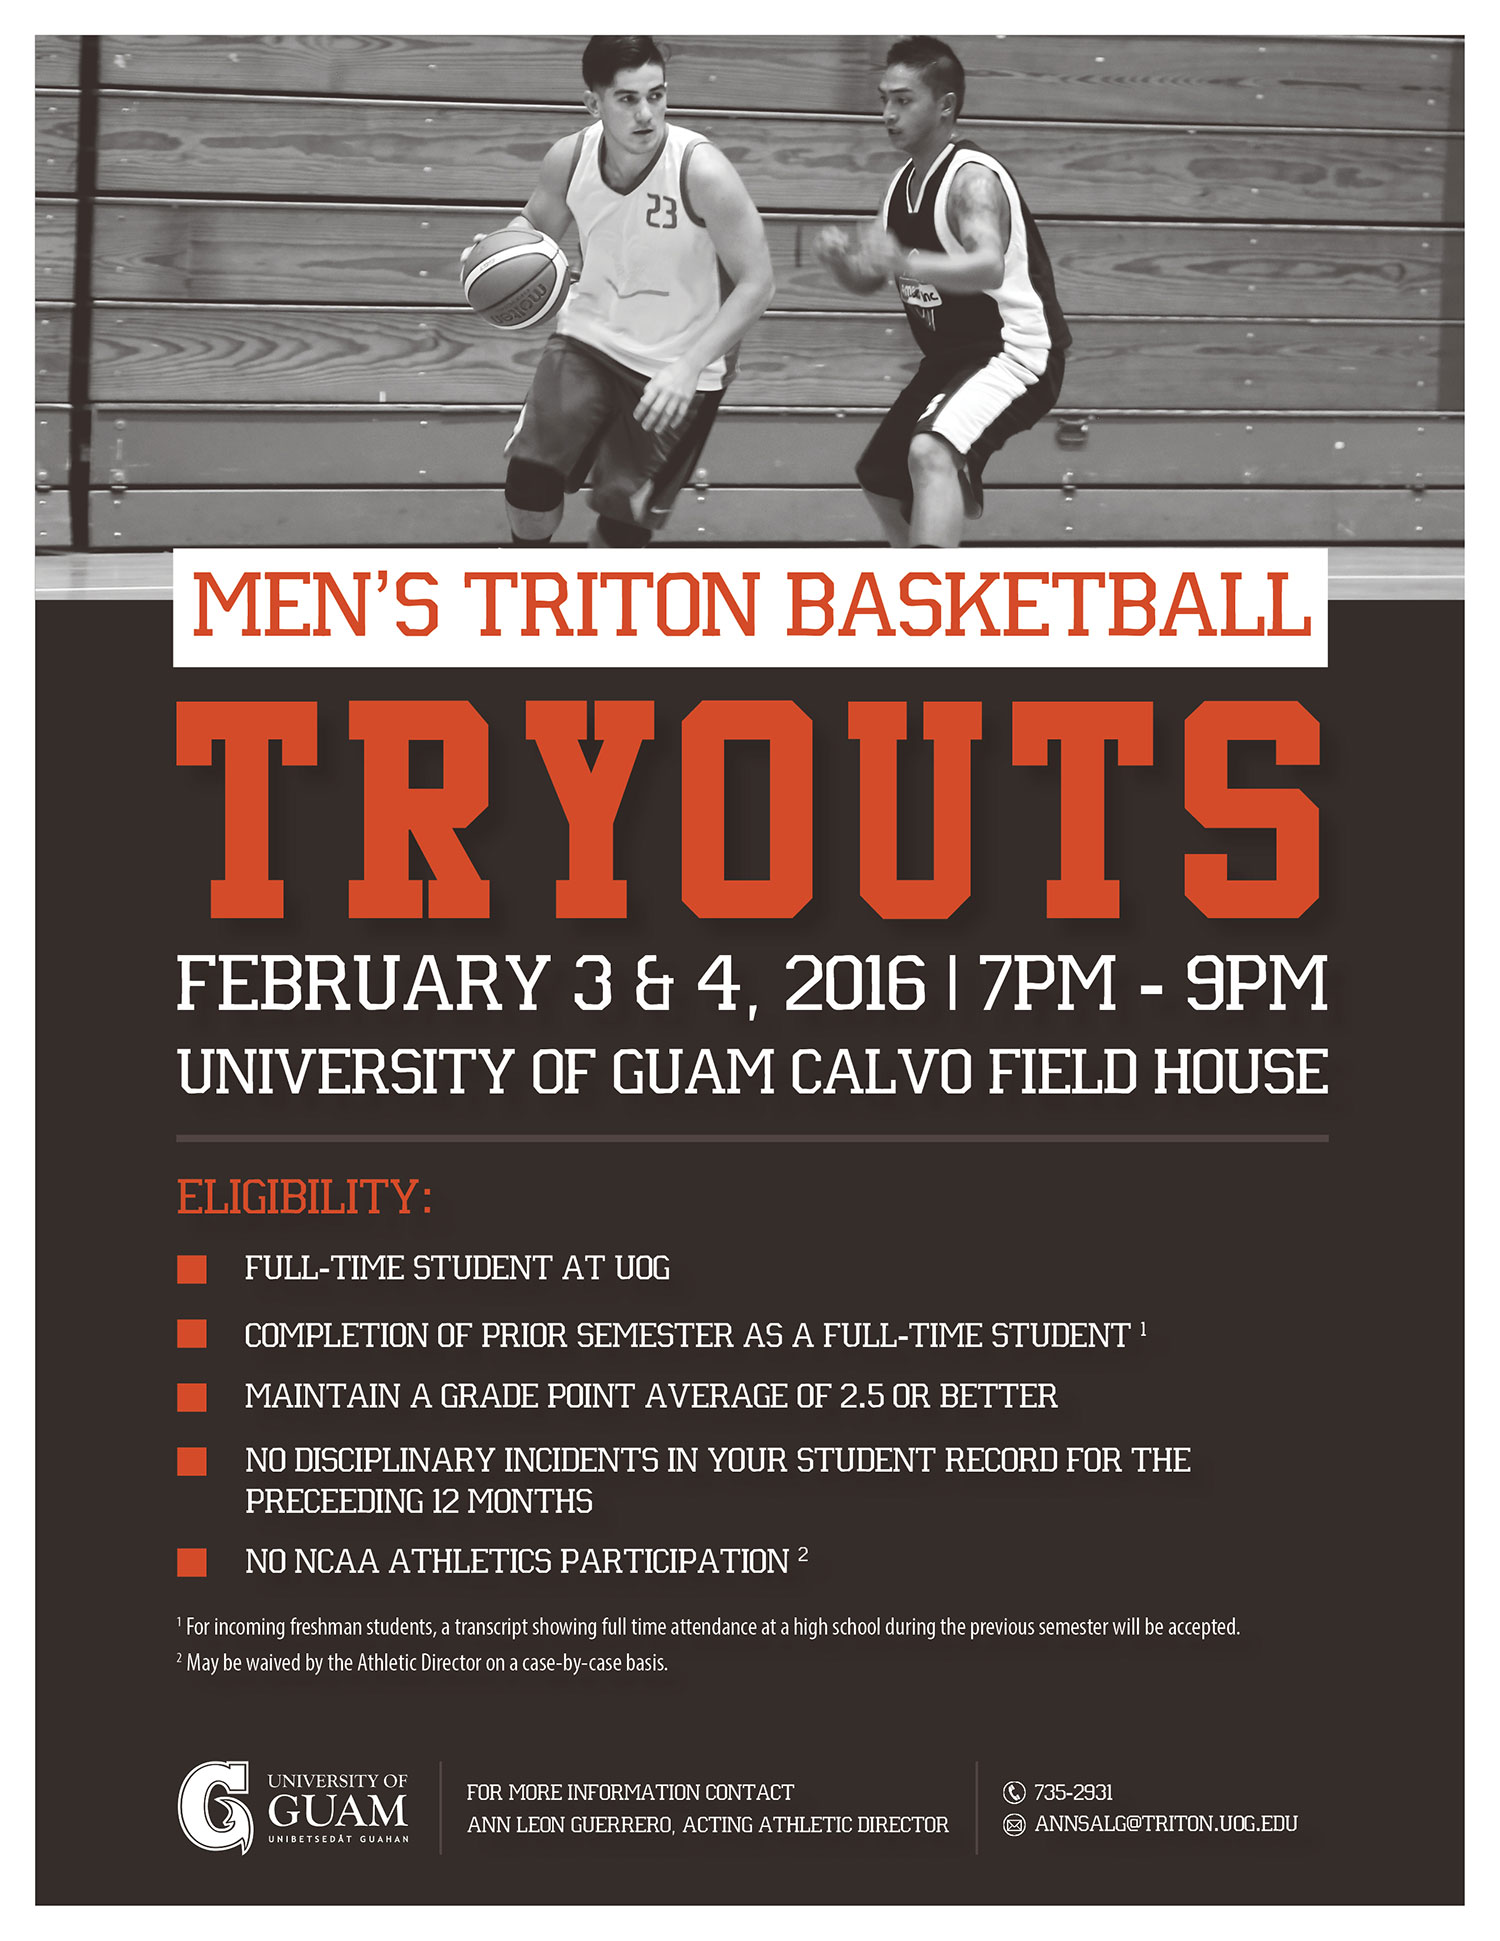 23
molten
MEN'S TRITON BASKETBALL
TRYOUTS
FEBRUARY 3 & 4, 2016 | 7PM - 9PM
UNIVERSITY OF GUAM CALVO FIELD HOUSE
ELIGIBILITY:
FULL-TIME STUDENT AT UOG
COMPLETION OF PRIOR SEMESTER AS A FULL-TIME STUDENT ¹
MAINTAIN A GRADE POINT AVERAGE OF 2.5 OR BETTER
NO DISCIPLINARY INCIDENTS IN YOUR STUDENT RECORD FOR THE
PRECEEDING 12 MONTHS
NO NCAA ATHLETICS PARTICIPATION ²
¹ For incoming freshman students, a transcript showing full time attendance at a high school during the previous semester will be accepted.
² May be waived by the Athletic Director on a case-by-case basis.
UNIVERSITY OF
GUAM
UNIBETSEDÅT GUAHAN
FOR MORE INFORMATION CONTACT
ANN LEON GUERRERO, ACTING ATHLETIC DIRECTOR
735-2931
ANNSALG@TRITON.UOG.EDU